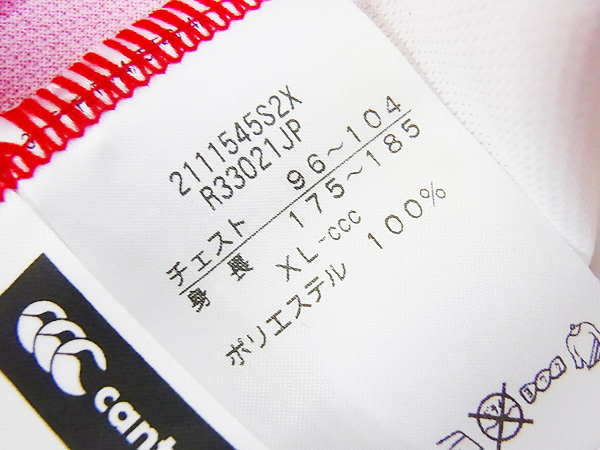 2111545S2X
R33021JP
チェスト 96~104
身長 175~185
XL-CCC
ポリエステル 100%
cant